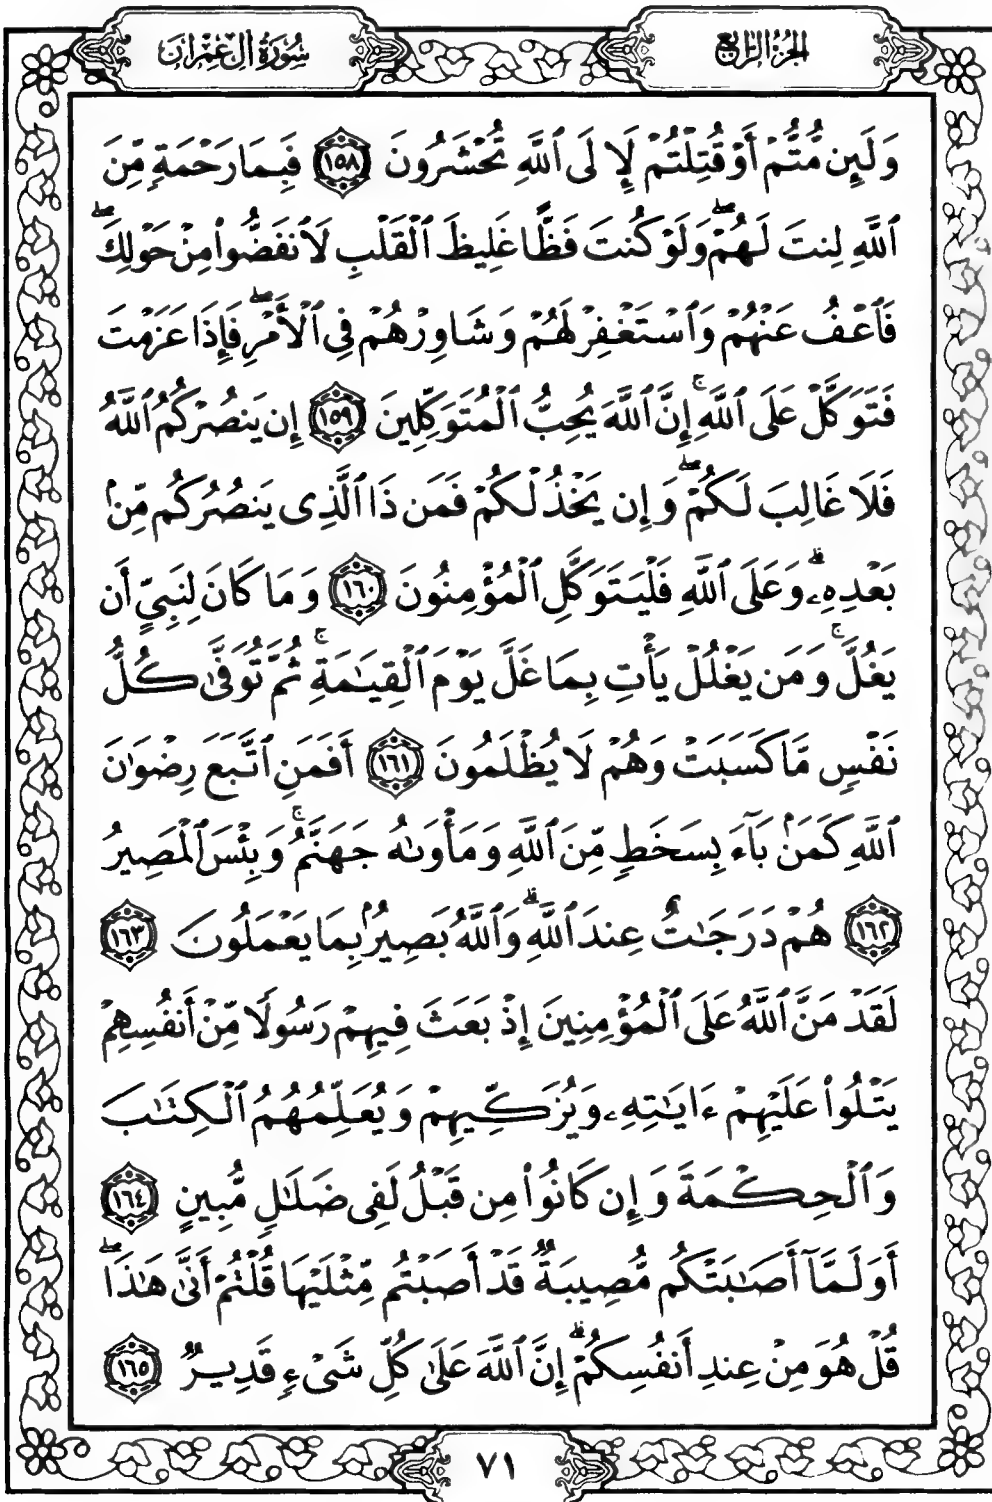 الجزء الرابع
سورة آل عمران
وَلَئِن مُّتُّمْ أَوْ قُتِلْتُمْ لَإِلَى ٱللَّهِ تُحْشَرُونَ ١٥٨ فَبِمَا رَحْمَةٍ مِّنَ
ٱللَّهِ لِنتَ لَهُمْ ۖ وَلَوْ كُنتَ فَظًّا غَلِيظَ ٱلْقَلْبِ لَٱنفَضُّوا۟ مِنْ حَوْلِكَ ۖ
فَٱعْفُ عَنْهُمْ وَٱسْتَغْفِرْ لَهُمْ وَشَاوِرْهُمْ فِى ٱلْأَمْرِ ۖ فَإِذَا عَزَمْتَ
فَتَوَكَّلْ عَلَى ٱللَّهِ ۚ إِنَّ ٱللَّهَ يُحِبُّ ٱلْمُتَوَكِّلِينَ ١٥٩ إِن يَنصُرْكُمُ ٱللَّهُ
فَلَا غَالِبَ لَكُمْ ۖ وَإِن يَخْذُلْكُمْ فَمَن ذَا ٱلَّذِى يَنصُرُكُم مِّنۢ
بَعْدِهِۦ ۗ وَعَلَى ٱللَّهِ فَلْيَتَوَكَّلِ ٱلْمُؤْمِنُونَ ١٦٠ وَمَا كَانَ لِنَبِىٍّ أَن
يَغُلَّ ۚ وَمَن يَغْلُلْ يَأْتِ بِمَا غَلَّ يَوْمَ ٱلْقِيَـٰمَةِ ۚ ثُمَّ تُوَفَّىٰ كُلُّ
نَفْسٍ مَّا كَسَبَتْ وَهُمْ لَا يُظْلَمُونَ ١٦١ أَفَمَنِ ٱتَّبَعَ رِضْوَٰنَ
ٱللَّهِ كَمَنۢ بَآءَ بِسَخَطٍ مِّنَ ٱللَّهِ وَمَأْوَىٰهُ جَهَنَّمُ ۚ وَبِئْسَ ٱلْمَصِيرُ
١٦٢ هُمْ دَرَجَـٰتٌ عِندَ ٱللَّهِ ۗ وَٱللَّهُ بَصِيرٌۢ بِمَا يَعْمَلُونَ ١٦٣
لَقَدْ مَنَّ ٱللَّهُ عَلَى ٱلْمُؤْمِنِينَ إِذْ بَعَثَ فِيهِمْ رَسُولًا مِّنْ أَنفُسِهِمْ
يَتْلُوا۟ عَلَيْهِمْ ءَايَـٰتِهِۦ وَيُزَكِّيهِمْ وَيُعَلِّمُهُمُ ٱلْكِتَـٰبَ
وَٱلْحِكْمَةَ وَإِن كَانُوا۟ مِن قَبْلُ لَفِى ضَلَـٰلٍ مُّبِينٍ ١٦٤
أَوَلَمَّآ أَصَـٰبَتْكُم مُّصِيبَةٌ قَدْ أَصَبْتُم مِّثْلَيْهَا قُلْتُمْ أَنَّىٰ هَـٰذَا ۖ
قُلْ هُوَ مِنْ عِندِ أَنفُسِكُمْ ۗ إِنَّ ٱللَّهَ عَلَىٰ كُلِّ شَىْءٍ قَدِيرٌ ١٦٥
٧١